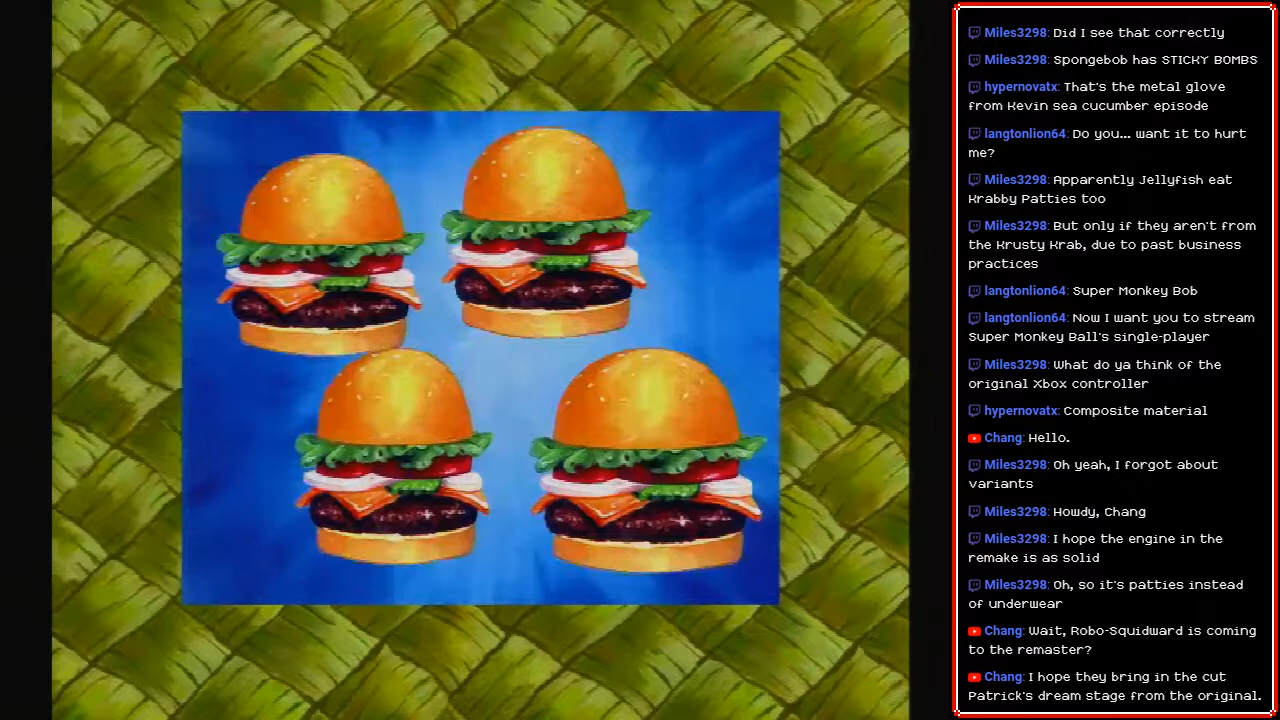 Miles3298: Did I see that correctly
Miles3298: Spongebob has STICKY BOMBS
hypernovatx: That's the metal glove
from Kevin sea cucumber episode
langtonlion64: Do you... want it to hurt
me?
Miles3298: Apparently Jellyfish eat
Krabby Patties too
Miles3298: But only if they aren't from
the Krusty Krab, due to past business
practices
langtonlion64: Super Monkey Bob
langtonlion64: Now I want you to stream
Super Monkey Ball's single-player
Miles3298: What do ya think of the
original Xbox controller
hypernovatx: Composite material
Chang: Hello.
Miles3298: Oh yeah, I forgot about
variants
Miles3298: Howdy, Chang
Miles3298: I hope the engine in the
remake is as solid
Miles3298: Oh, so it's patties instead
of underwear
Chang: Wait, Robo-Squidward is coming
to the remaster?
Chang: I hope they bring in the cut
Patrick's dream stage from the original.